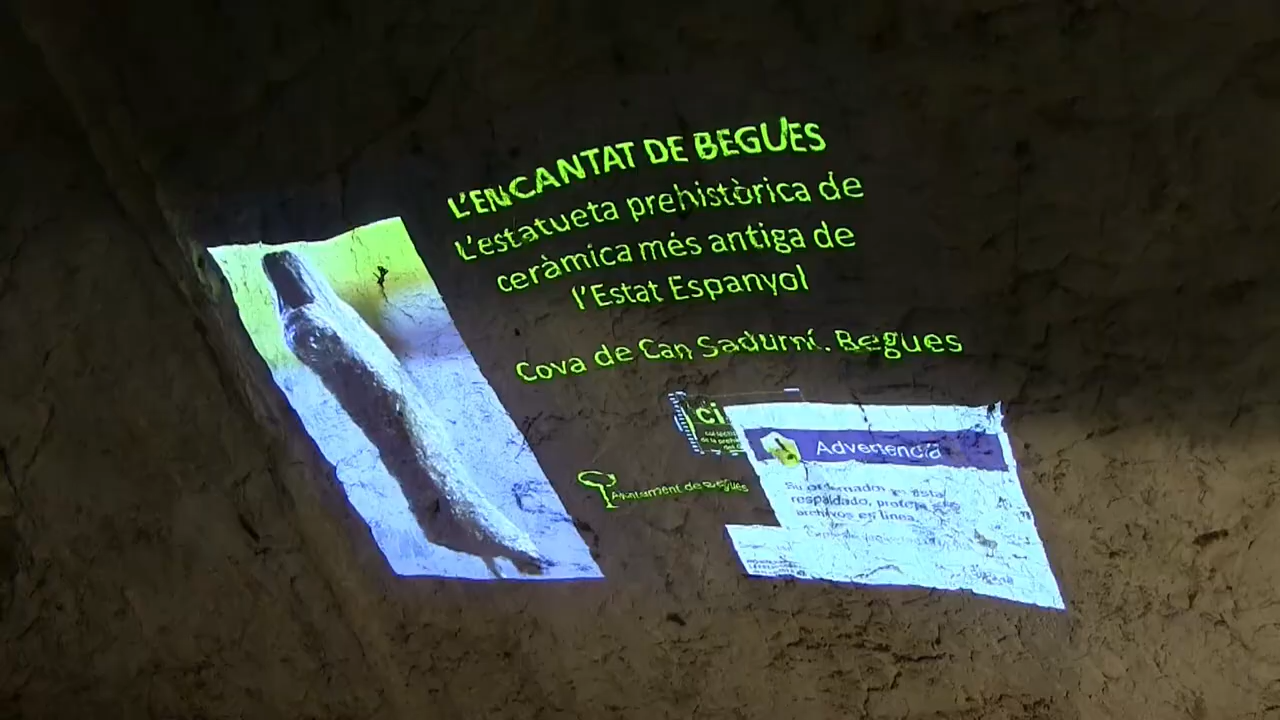 L'ENCANTAT DE BEGUES
L'estatueta prehistòrica de
ceràmica més antiga de
l'Estat Espanyol
Cova de Can Sadurní. Begues
ci
Ajuntament de Begues
Advertencia
Su ordenador no está
respaldado, proteja sus
archivos en línea.